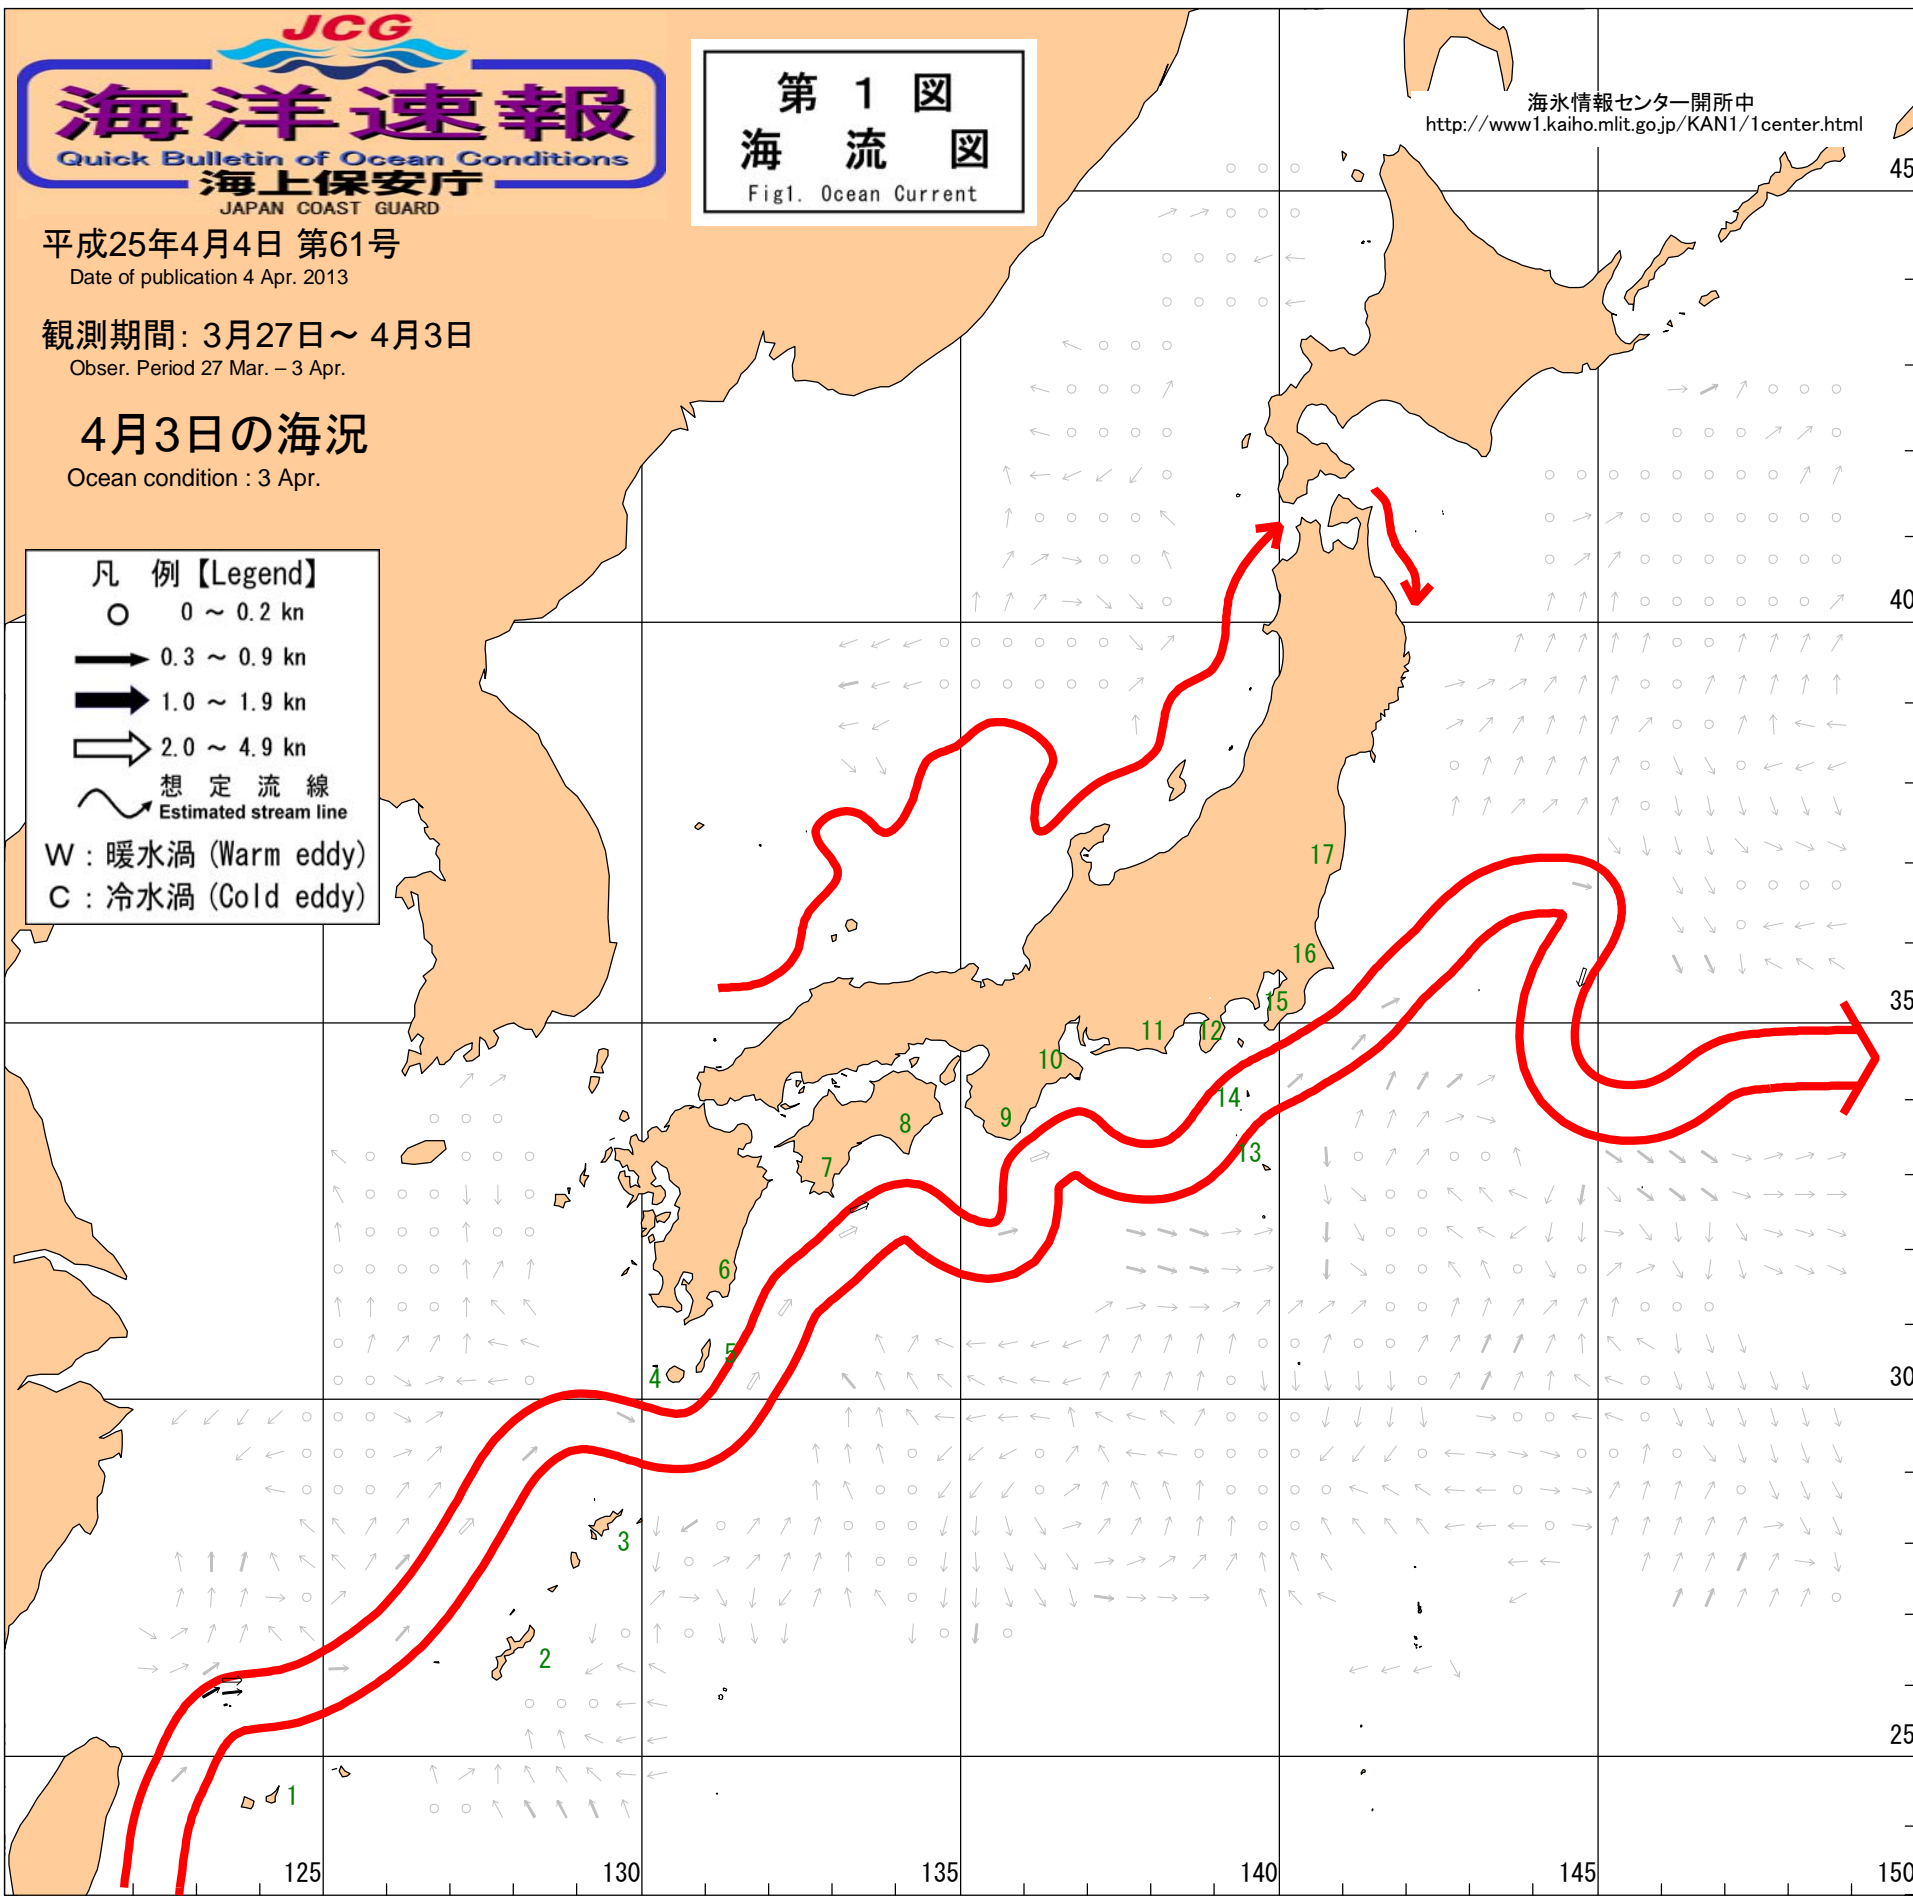 JCG
海洋速報
Quick Bulletin of Ocean Conditions
海上保安庁
JAPAN COAST GUARD
第 1 図
海 流 図
Fig1. Ocean Current
海氷情報センター開所中
http://www1.kaiho.mlit.go.jp/KAN1/1center.html
平成25年4月4日 第61号
Date of publication 4 Apr. 2013
観測期間: 3月27日～ 4月3日
Obser. Period 27 Mar. – 3 Apr.
4月3日の海況
Ocean condition : 3 Apr.
凡 例【Legend】
0 ～ 0.2 kn
0.3 ～ 0.9 kn
1.0 ～ 1.9 kn
2.0 ～ 4.9 kn
想 定 流 線
Estimated stream line
W : 暖水渦 (Warm eddy)
C : 冷水渦 (Cold eddy)
45
40
17
16
35
15
11
12
10
14
9
8
13
7
6
5
4
30
3
2
25
1
125
130
135
140
145
150